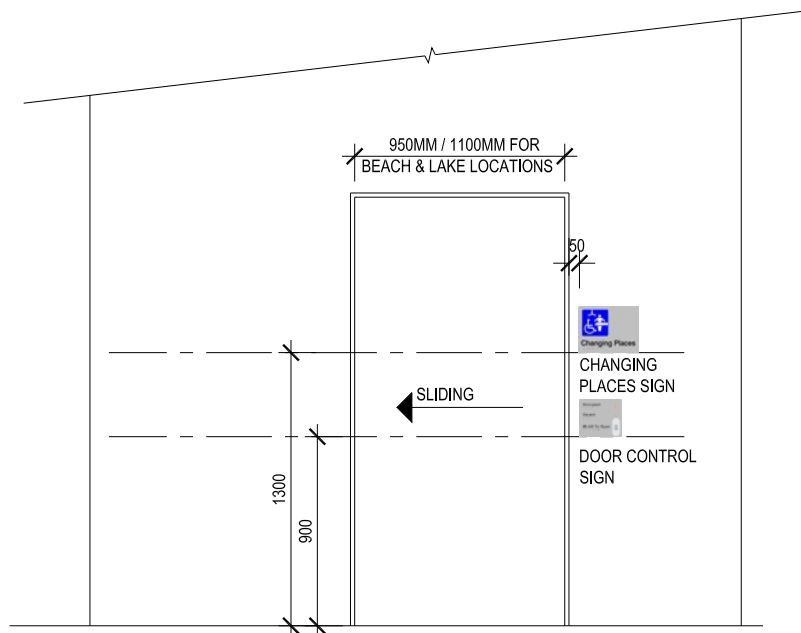 950MM / 1100MM FOR
BEACH & LAKE LOCATIONS
50
Changing Places
CHANGING
PLACES SIGN
SLIDING
DOOR CONTROL
SIGN
1300
900